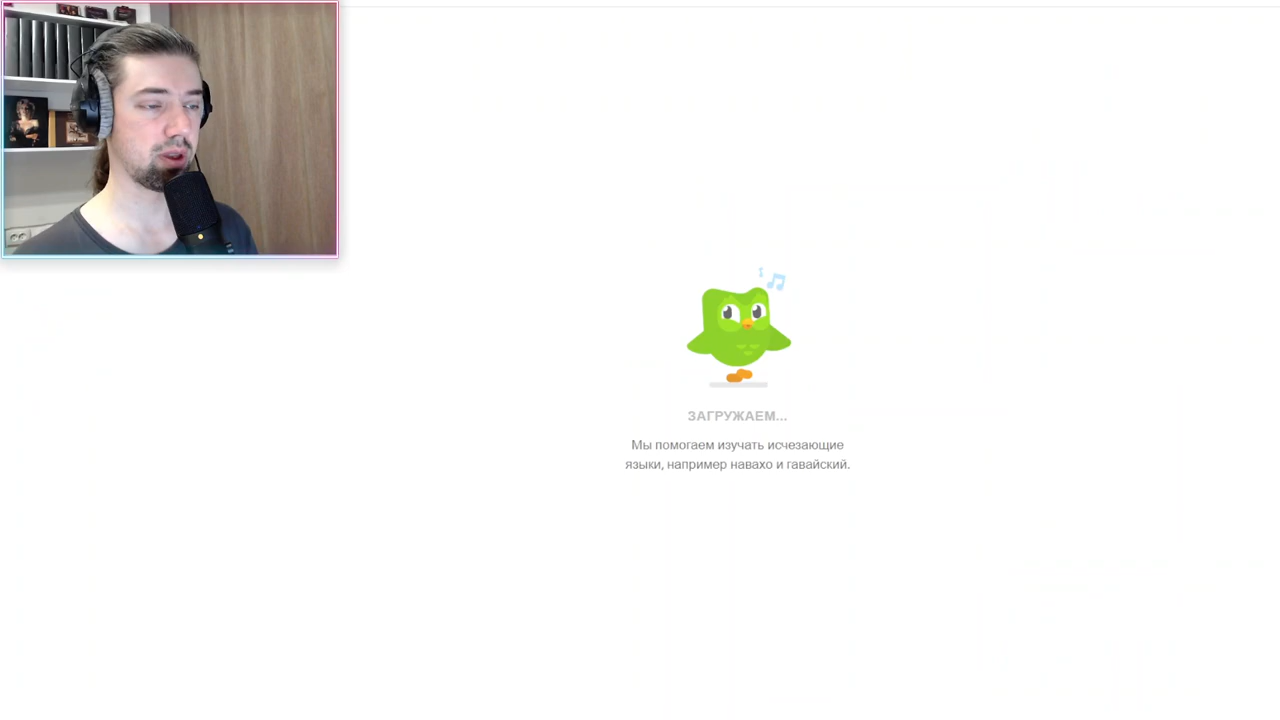 ЗАГРУЖАЕМ...
Мы помогаем изучать исчезающие
языки, например навахо и гавайский.